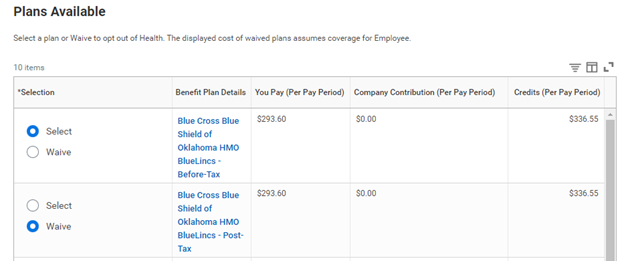 Plans Available
Select a plan or Waive to opt out of Health. The displayed cost of waived plans assumes coverage for Employee.
10 items
*Selection Benefit Plan Details You Pay (Per Pay Period) Company Contribution (Per Pay Period) Credits (Per Pay Period)
Select
Waive
Blue Cross Blue
Shield of
Oklahoma HMO
BlueLincs -
Before-Tax
$293.60 $0.00 $336.55
Select
Waive
Blue Cross Blue
Shield of
Oklahoma HMO
BlueLincs - Post-
Tax
$293.60 $0.00 $336.55